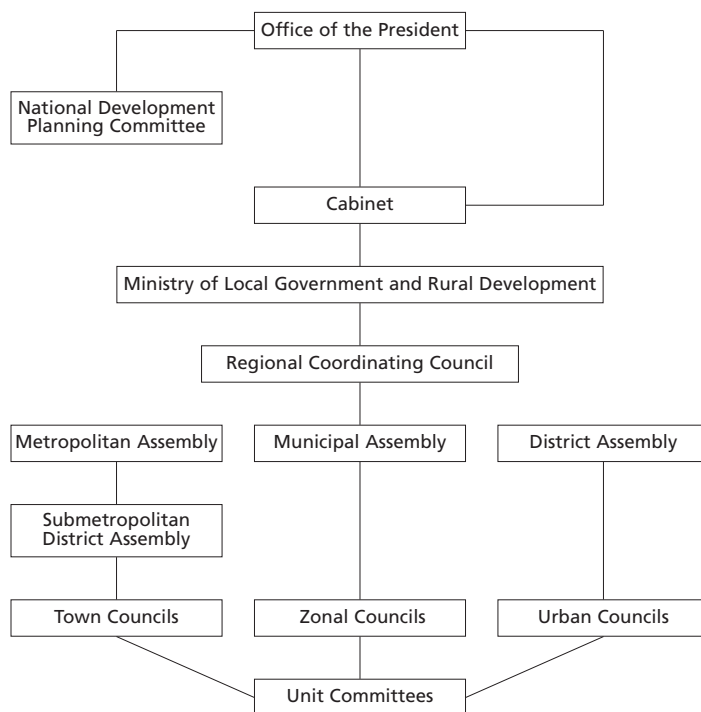 Office of the President
National Development
Planning Committee
Cabinet
Ministry of Local Government and Rural Development
Regional Coordinating Council
Metropolitan Assembly
Municipal Assembly
District Assembly
Submetropolitan
District Assembly
Town Councils
Zonal Councils
Urban Councils
Unit Committees